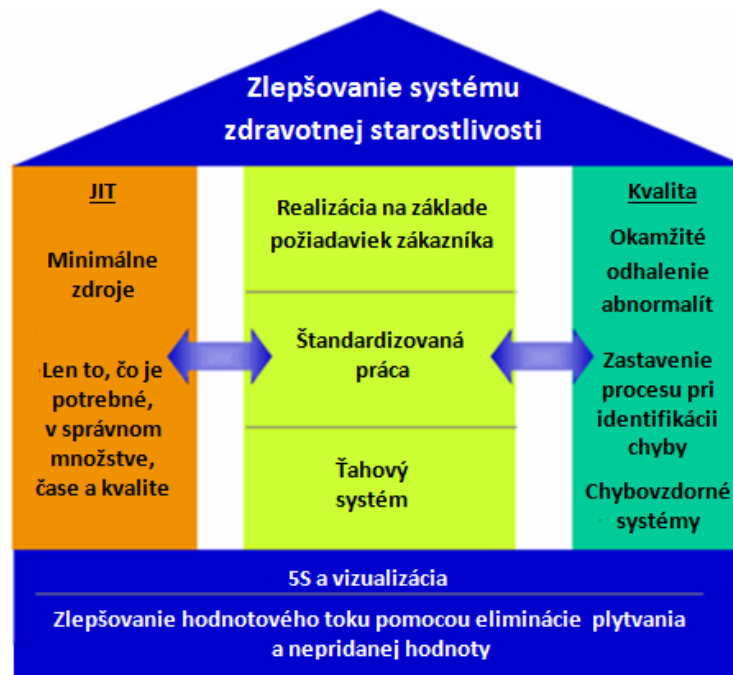 Zlepšovanie systému
zdravotnej starostlivosti
JIT
Minimálne
zdroje
Len to, čo je
potrebné,
v správnom
množstve,
čase a kvalite
Realizácia na základe
požiadaviek zákazníka
Štandardizovaná
práca
Ťahový
systém
Kvalita
Okamžité
odhalenie
abnormalít
Zastavenie
procesu pri
identifikácii
chyby
Chybovzdorné
systémy
5S a vizualizácia
Zlepšovanie hodnotového toku pomocou eliminácie plytvania
a nepridanej hodnoty